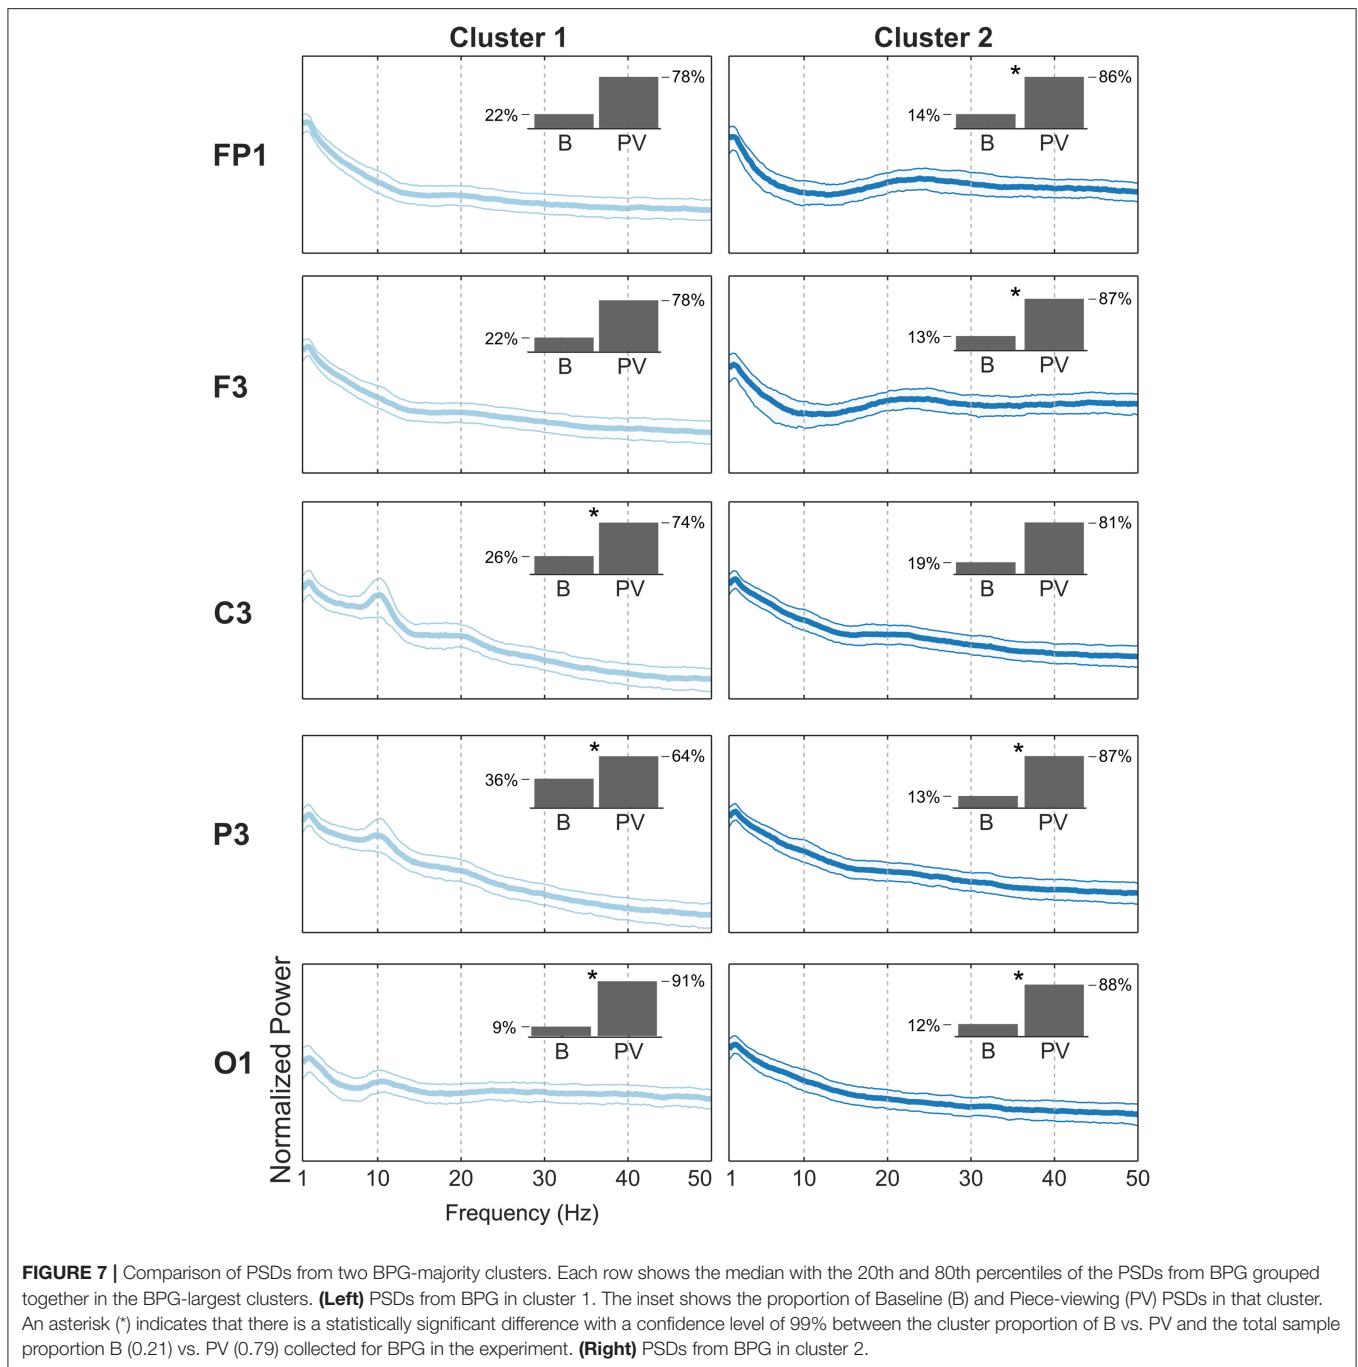 Cluster 1 Cluster 2
FP1
22% 78% B PV
* 14% 86% B PV
F3
22% 78% B PV
* 13% 87% B PV
C3
* 26% 74% B PV
19% 81% B PV
P3
* 36% 64% B PV
* 13% 87% B PV
O1
* 9% 91% B PV
* 12% 88% B PV
Normalized Power
1 10 20 30 40 50 1 10 20 30 40 50
Frequency (Hz)
FIGURE 7 | Comparison of PSDs from two BPG-majority clusters. Each row shows the median with the 20th and 80th percentiles of the PSDs from BPG grouped
together in the BPG-largest clusters. (Left) PSDs from BPG in cluster 1. The inset shows the proportion of Baseline (B) and Piece-viewing (PV) PSDs in that cluster.
An asterisk (*) indicates that there is a statistically significant difference with a confidence level of 99% between the cluster proportion of B vs. PV and the total sample
proportion B (0.21) vs. PV (0.79) collected for BPG in the experiment. (Right) PSDs from BPG in cluster 2.